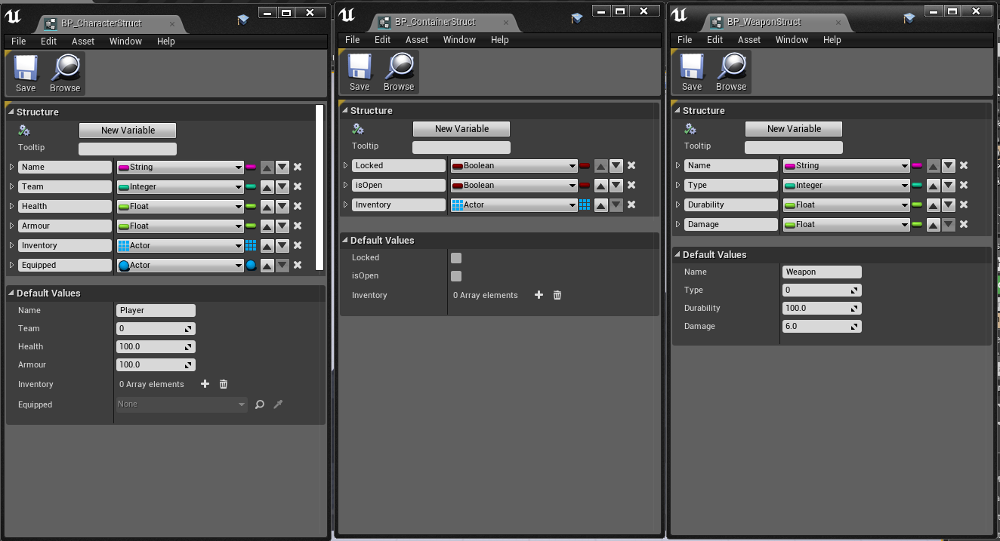 BP_CharacterStruct
File Edit Asset Window Help
Save Browse
Structure
New Variable
Tooltip
Name String
Team Integer
Health Float
Armour Float
Inventory Actor
Equipped Actor
Default Values
Name Player
Team 0
Health 100.0
Armour 100.0
Inventory 0 Array elements
Equipped None
BP_ContainerStruct
File Edit Asset Window Help
Save Browse
Structure
New Variable
Tooltip
Locked Boolean
isOpen Boolean
Inventory Actor
Default Values
Locked
isOpen
Inventory 0 Array elements
BP_WeaponStruct
File Edit Asset Window Help
Save Browse
Structure
New Variable
Tooltip
Name String
Type Integer
Durability Float
Damage Float
Default Values
Name Weapon
Type 0
Durability 100.0
Damage 6.0